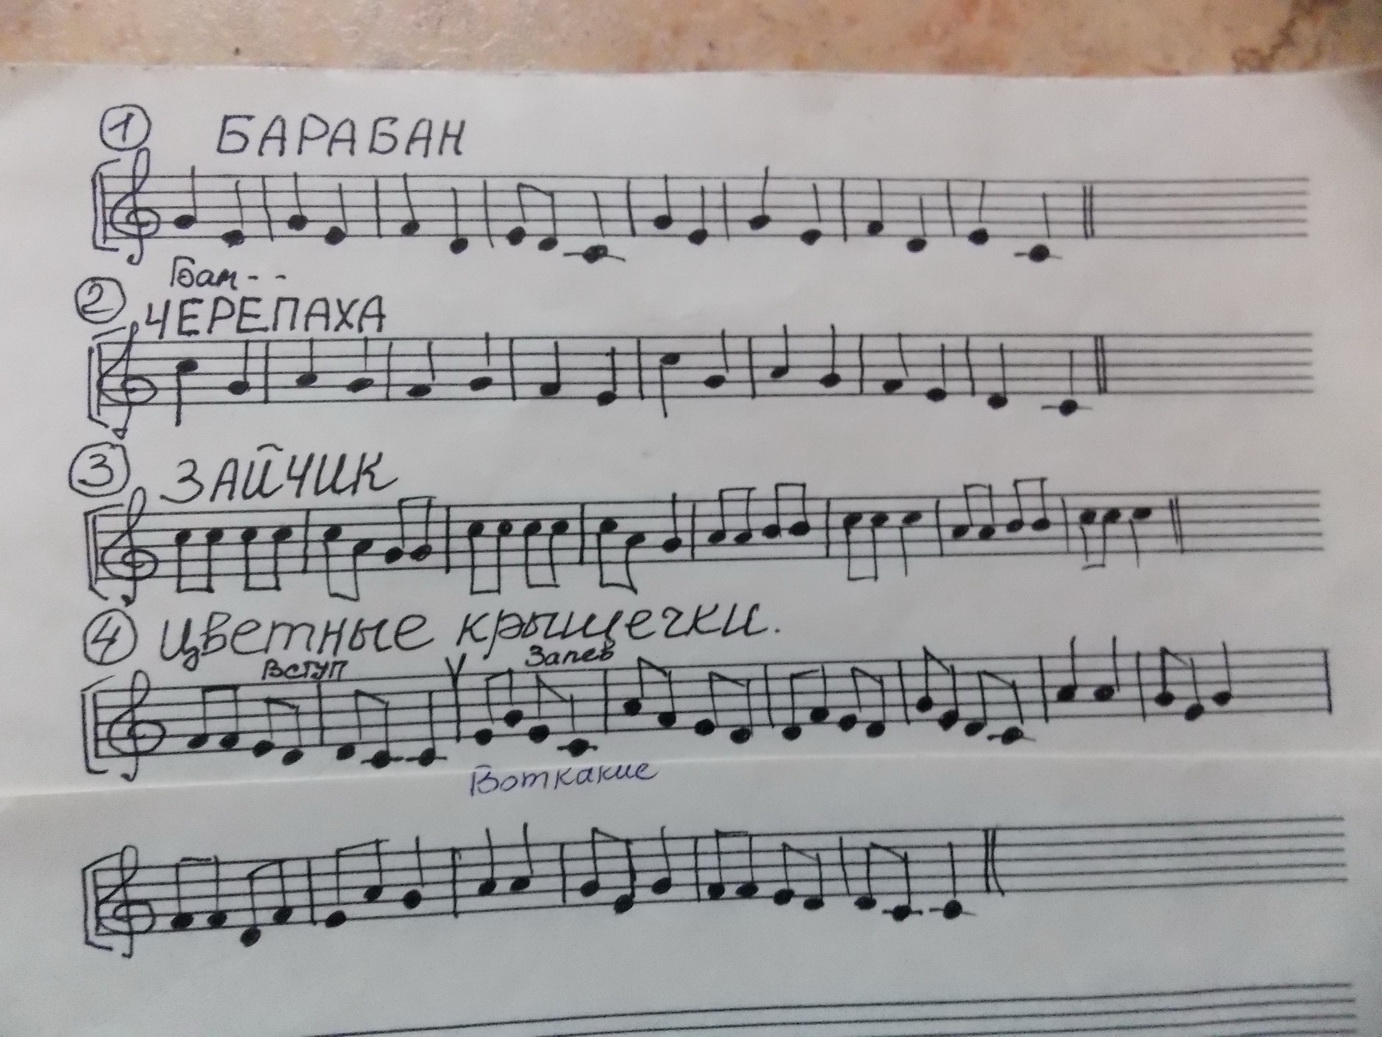 1 БАРАБАН
Бам - -
2 ЧЕРЕПАХА
3 ЗАЙЧИК
4 Цветные крышечки.
Вступ Запев
Вот какие